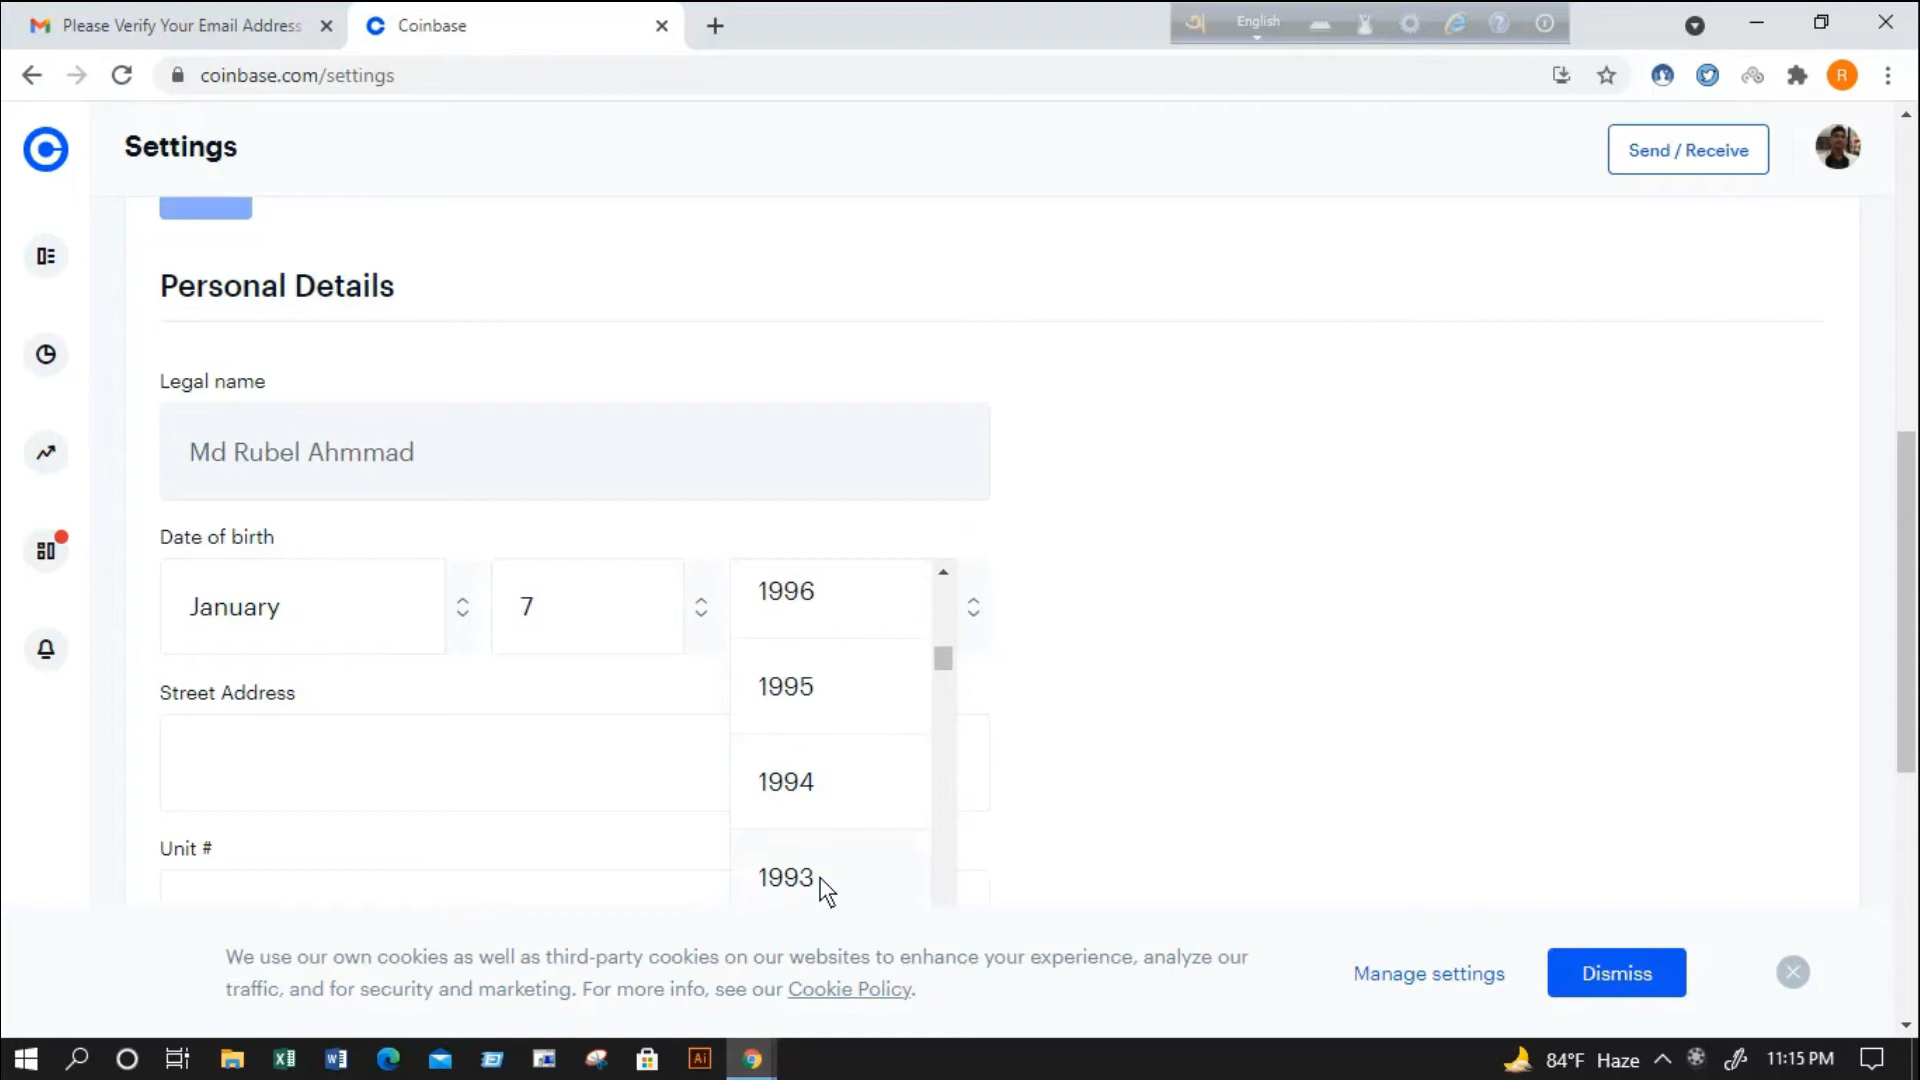 Please Verify Your Email Address
Coinbase
English
coinbase.com/settings
R
Settings
Send / Receive
Personal Details
Legal name
Md Rubel Ahmmad
Date of birth
January
7
1996
1995
1994
1993
Street Address
Unit #
We use our own cookies as well as third-party cookies on our websites to enhance your experience, analyze our
traffic, and for security and marketing. For more info, see our Cookie Policy.
Manage settings
Dismiss
Ai
84°F Haze
11:15 PM